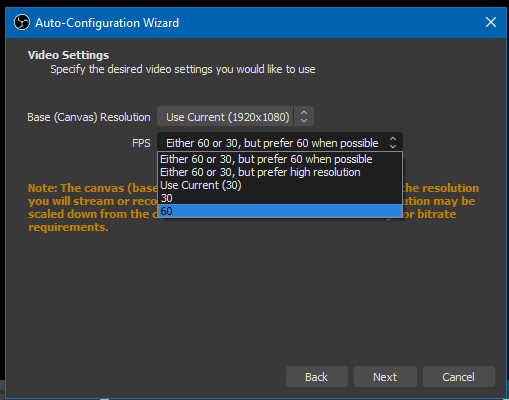 Auto-Configuration Wizard
Video Settings
Specify the desired video settings you would like to use
Base (Canvas) Resolution Use Current (1920x1080)
FPS Either 60 or 30, but prefer 60 when possible
Either 60 or 30, but prefer 60 when possible
Either 60 or 30, but prefer high resolution
Use Current (30)
30
60
Note: The canvas (base the resolution
you will stream or reco ution may be
scaled down from the or bitrate
requirements.
Back Next Cancel